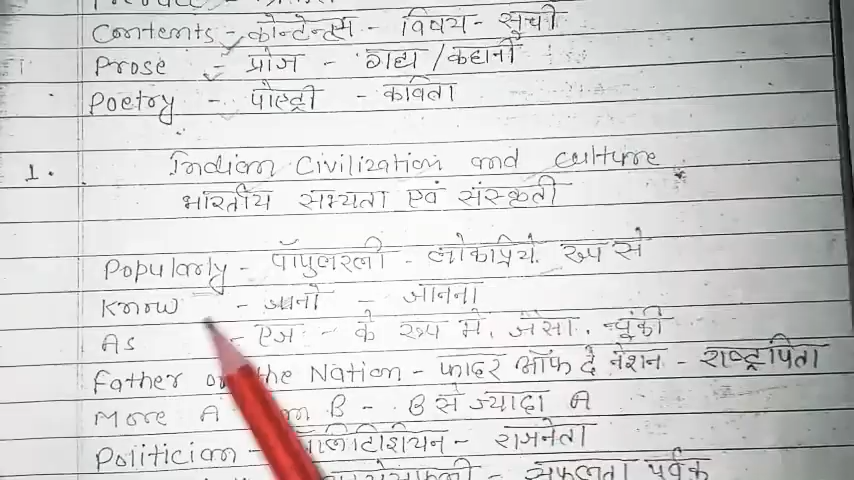 Contents - कोन्टेन्टस - विषय- सुची
Prose - प्रोज - गद्य / कहानी
Poetry - पोएट्री - कविता
1. Indian Civilization and culture
भारतीय सभ्यता एवं संस्कृती
Popularly - पॉपुलरली - लोकप्रिये रूप से
Know - जानो - जानना
As - एज - के रूप मे, जैसा, न्यूंकी
Father the Nation - फादर ऑफ दे नेशन - राष्ट्रपिता
More A B - B से ज्यादा A
Politician - राजनेता
सफलता पूर्वक